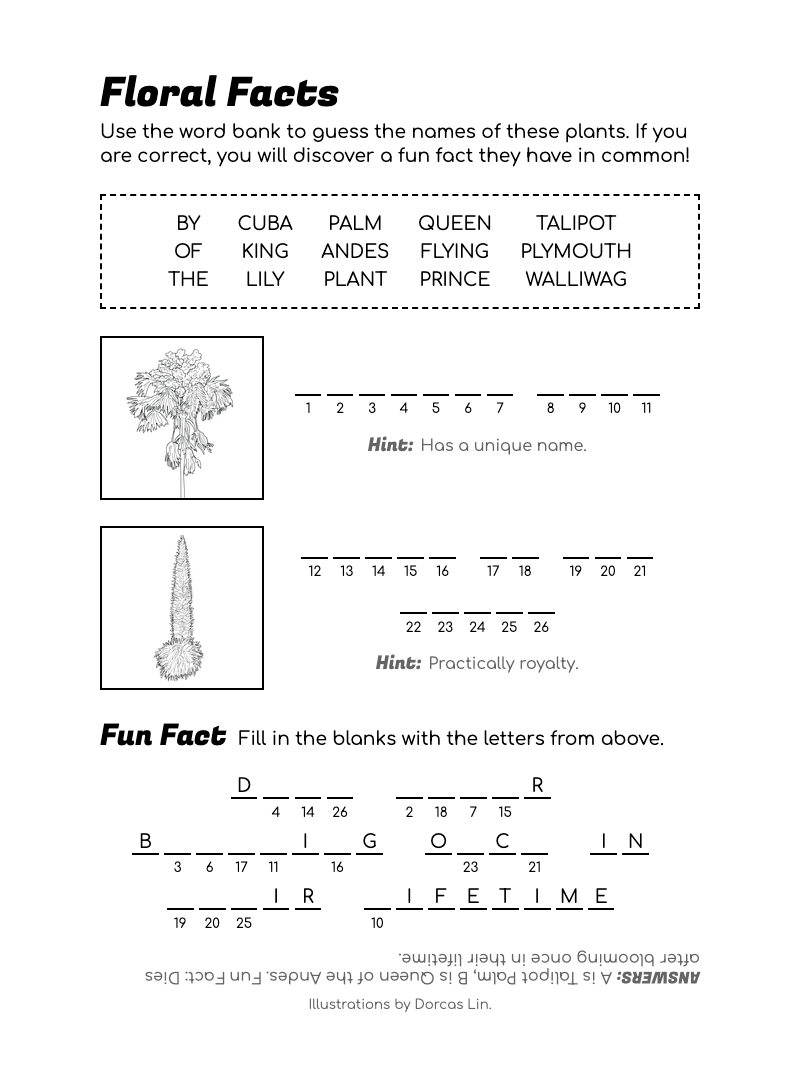 Floral Facts
Use the word bank to guess the names of these plants. If you
are correct, you will discover a fun fact they have in common!
BY CUBA PALM QUEEN TALIPOT
OF KING ANDES FLYING PLYMOUTH
THE LILY PLANT PRINCE WALLIWAG
1 2 3 4 5 6 7 8 9 10 11
Hint: Has a unique name.
12 13 14 15 16 17 18 19 20 21
22 23 24 25 26
Hint: Practically royalty.
Fun Fact Fill in the blanks with the letters from above.
D R
4 14 26 2 18 7 15
B I G O C I N
3 6 17 11 16 23 21
I R I F E T I M E
19 20 25 10
ANSWERS: A is Talipot Palm, B is Queen of the Andes. Fun Fact: Dies
after blooming once in their lifetime.
Illustrations by Dorcas Lin.